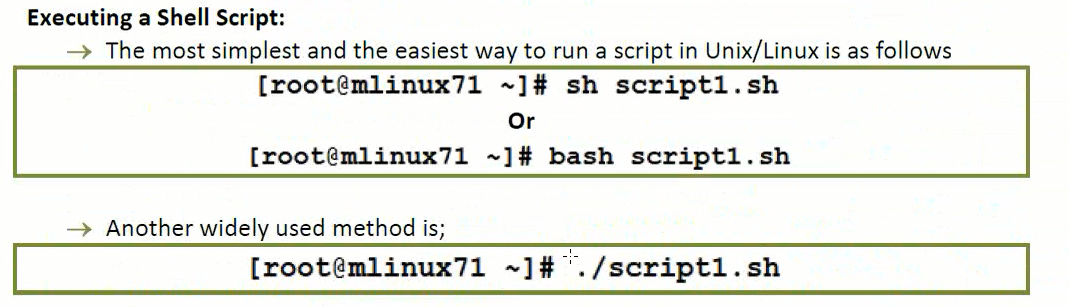 Executing a Shell Script:
→ The most simplest and the easiest way to run a script in Unix/Linux is as follows
[root@mlinux71 ~]# sh script1.sh
Or
[root@mlinux71 ~]# bash script1.sh
→ Another widely used method is;
[root@mlinux71 ~]# ./script1.sh